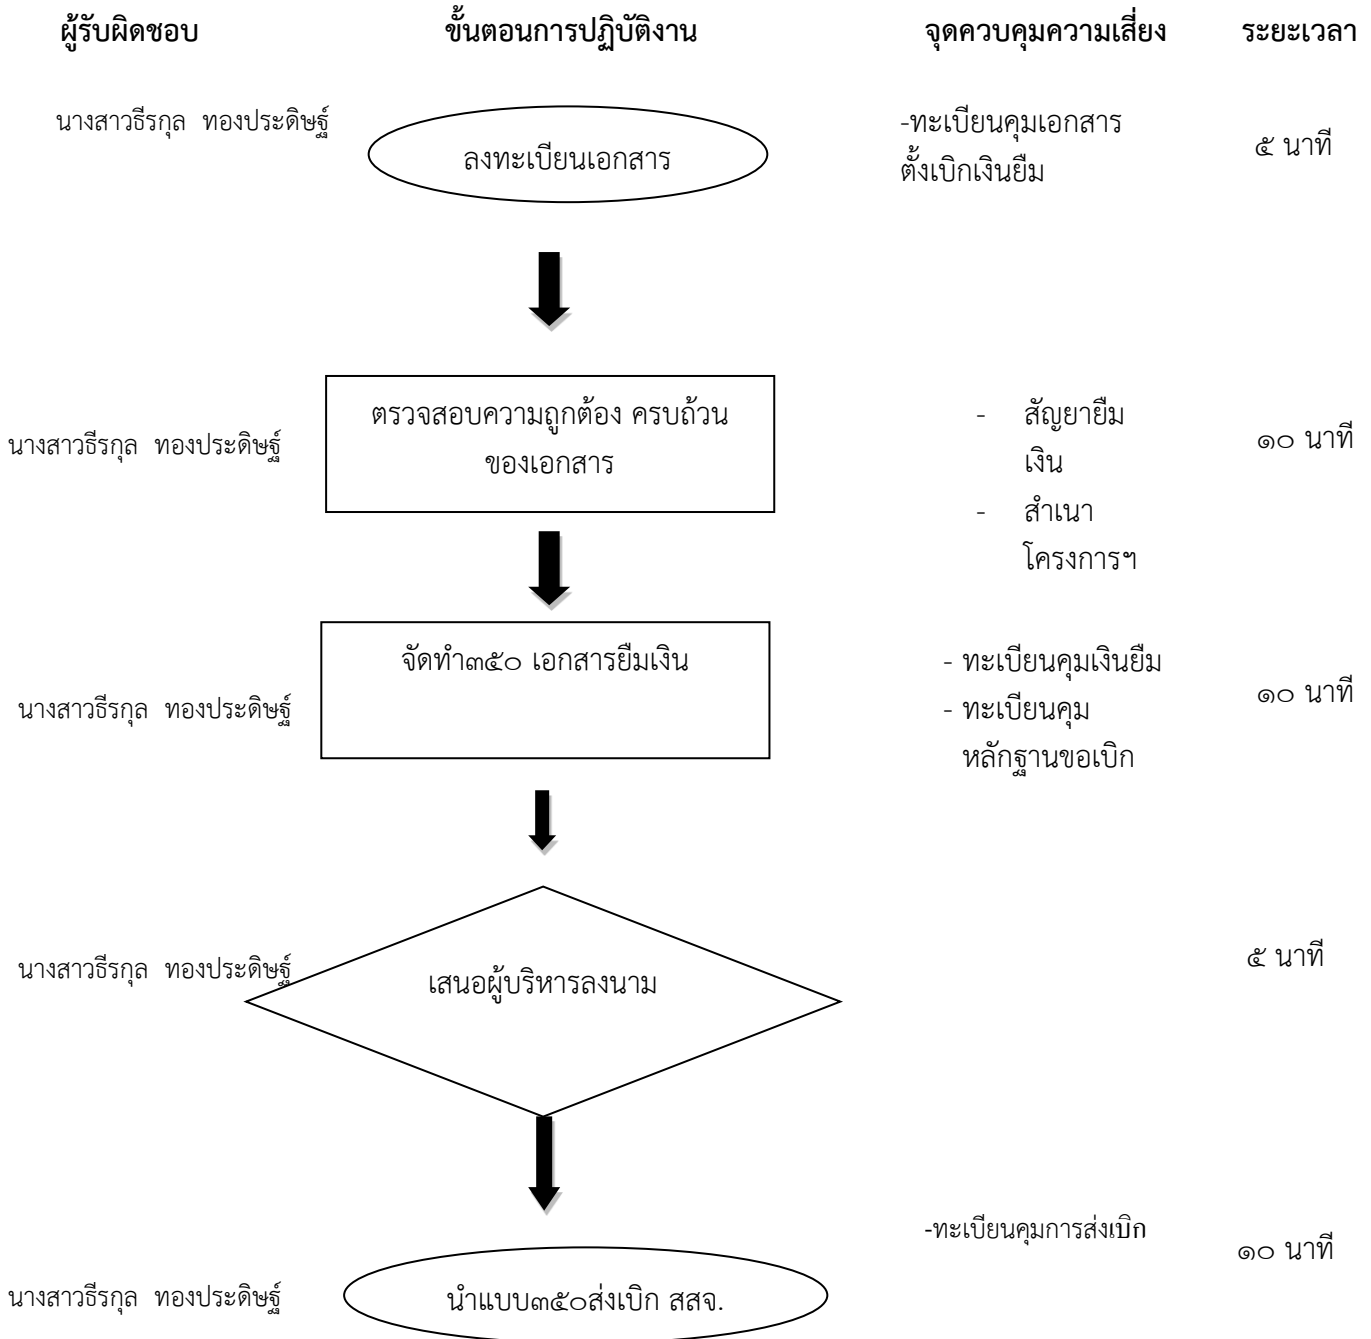 ผู้รับผิดชอบ ขั้นตอนการปฏิบัติงาน จุดควบคุมความเสี่ยง ระยะเวลา
นางสาวธีรกุล ทองประดิษฐ์
ลงทะเบียนเอกสาร
-ทะเบียนคุมเอกสาร
ตั้งเบิกเงินยืม
๕ นาที
นางสาวธีรกุล ทองประดิษฐ์
ตรวจสอบความถูกต้อง ครบถ้วน
ของเอกสาร
- สัญยายืม
เงิน
- สำเนา
โครงการฯ
๑๐ นาที
นางสาวธีรกุล ทองประดิษฐ์
จัดทำ๓๕๐ เอกสารยืมเงิน
- ทะเบียนคุมเงินยืม
- ทะเบียนคุม
หลักฐานขอเบิก
๑๐ นาที
นางสาวธีรกุล ทองประดิษฐ์
เสนอผู้บริหารลงนาม
๕ นาที
นางสาวธีรกุล ทองประดิษฐ์
นำแบบ๓๕๐ส่งเบิก สสจ.
-ทะเบียนคุมการส่งเบิก
๑๐ นาที